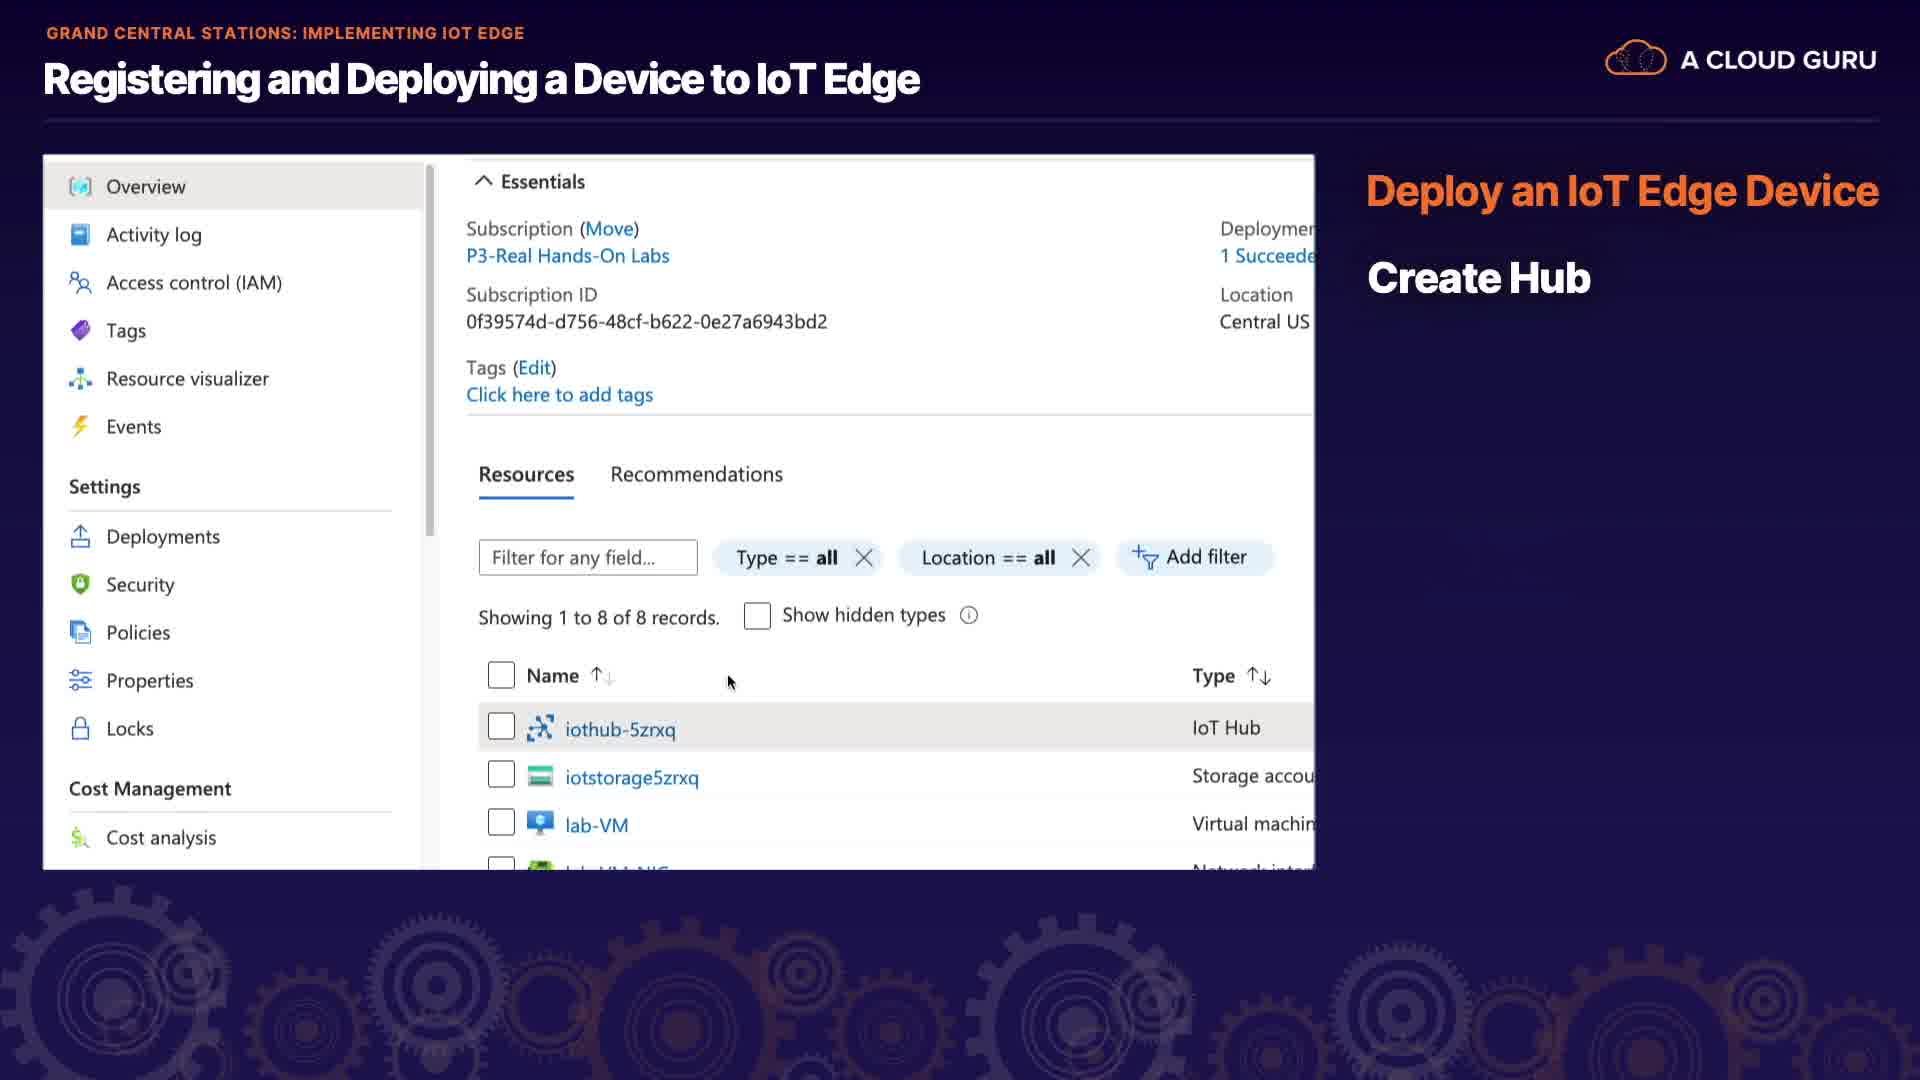 GRAND CENTRAL STATIONS: IMPLEMENTING IOT EDGE
Registering and Deploying a Device to IoT Edge
A CLOUD GURU
Overview
Activity log
Access control (IAM)
Tags
Resource visualizer
Events
Settings
Deployments
Security
Policies
Properties
Locks
Cost Management
Cost analysis
Essentials
Subscription (Move)
P3-Real Hands-On Labs
Subscription ID
0f39574d-d756-48cf-b622-0e27a6943bd2
Tags (Edit)
Click here to add tags
Deploymen
1 Succeede
Location
Central US
Resources Recommendations
Filter for any field... Type == all Location == all Add filter
Showing 1 to 8 of 8 records. Show hidden types
Name Type
iothub-5zrxq IoT Hub
iotstorage5zrxq Storage accou
lab-VM Virtual machin
Deploy an IoT Edge Device
Create Hub